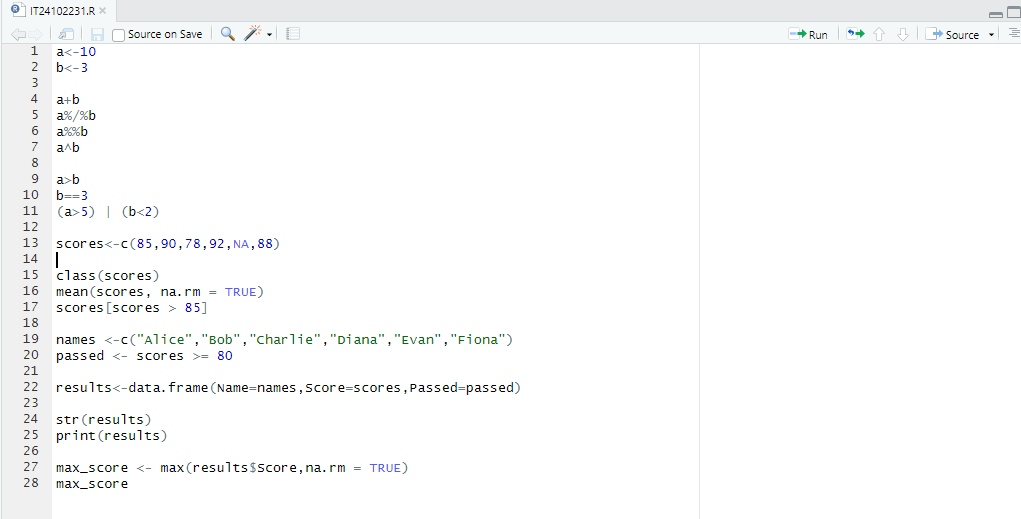 IT24102231.R
Source on Save
Run
Source
1 a<-10
2 b<-3
3
4 a+b
5 a%/%b
6 a%%b
7 a^b
8
9 a>b
10 b==3
11 (a>5) | (b<2)
12
13 scores<-c(85,90,78,92,NA,88)
14
15 class(scores)
16 mean(scores, na.rm = TRUE)
17 scores[scores > 85]
18
19 names <-c("Alice","Bob","Charlie","Diana","Evan","Fiona")
20 passed <- scores >= 80
21
22 results<-data.frame(Name=names,Score=scores,Passed=passed)
23
24 str(results)
25 print(results)
26
27 max_score <- max(results$Score,na.rm = TRUE)
28 max_score